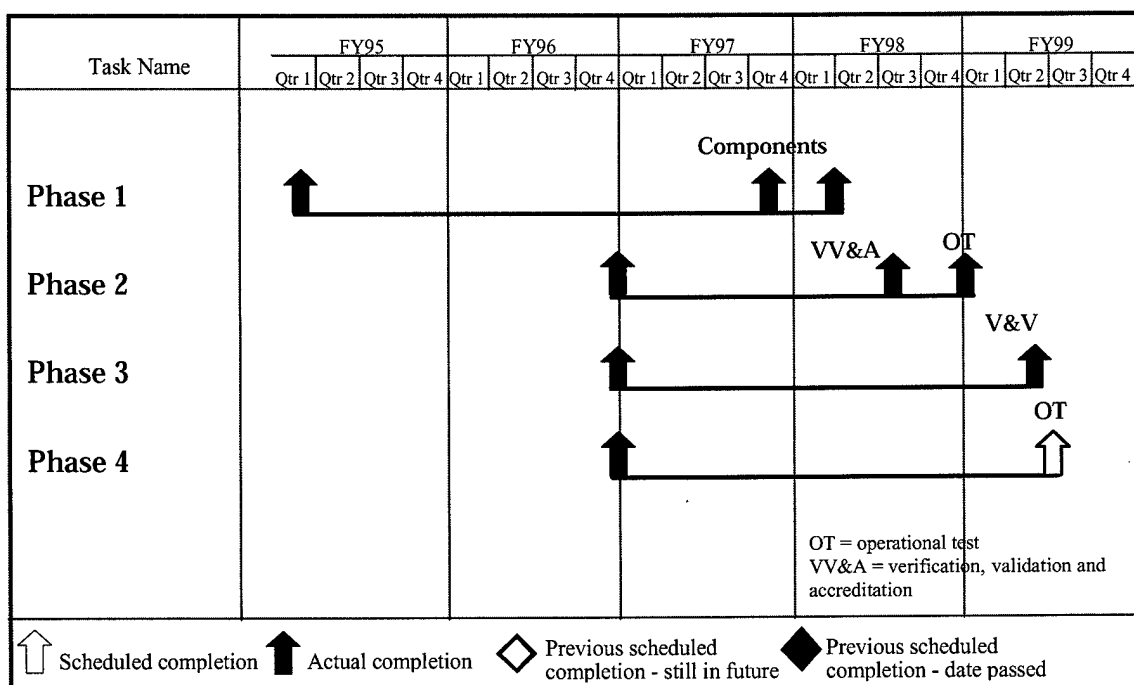 Task Name
FY95 FY96 FY97 FY98 FY99
Qtr 1 Qtr 2 Qtr 3 Qtr 4 Qtr 1 Qtr 2 Qtr 3 Qtr 4 Qtr 1 Qtr 2 Qtr 3 Qtr 4 Qtr 1 Qtr 2 Qtr 3 Qtr 4 Qtr 1 Qtr 2 Qtr 3 Qtr 4
Components
Phase 1
VV&A OT
Phase 2
V&V
Phase 3
OT
Phase 4
OT = operational test
VV&A = verification, validation and
accreditation
Scheduled completion
Actual completion
Previous scheduled
completion - still in future
Previous scheduled
completion - date passed